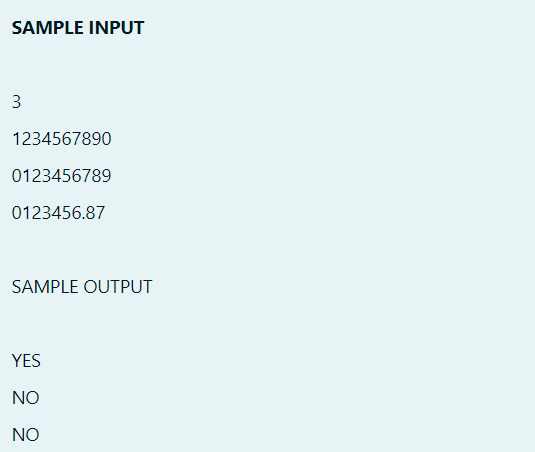 SAMPLE INPUT
3
1234567890
0123456789
0123456.87
SAMPLE OUTPUT
YES
NO
NO